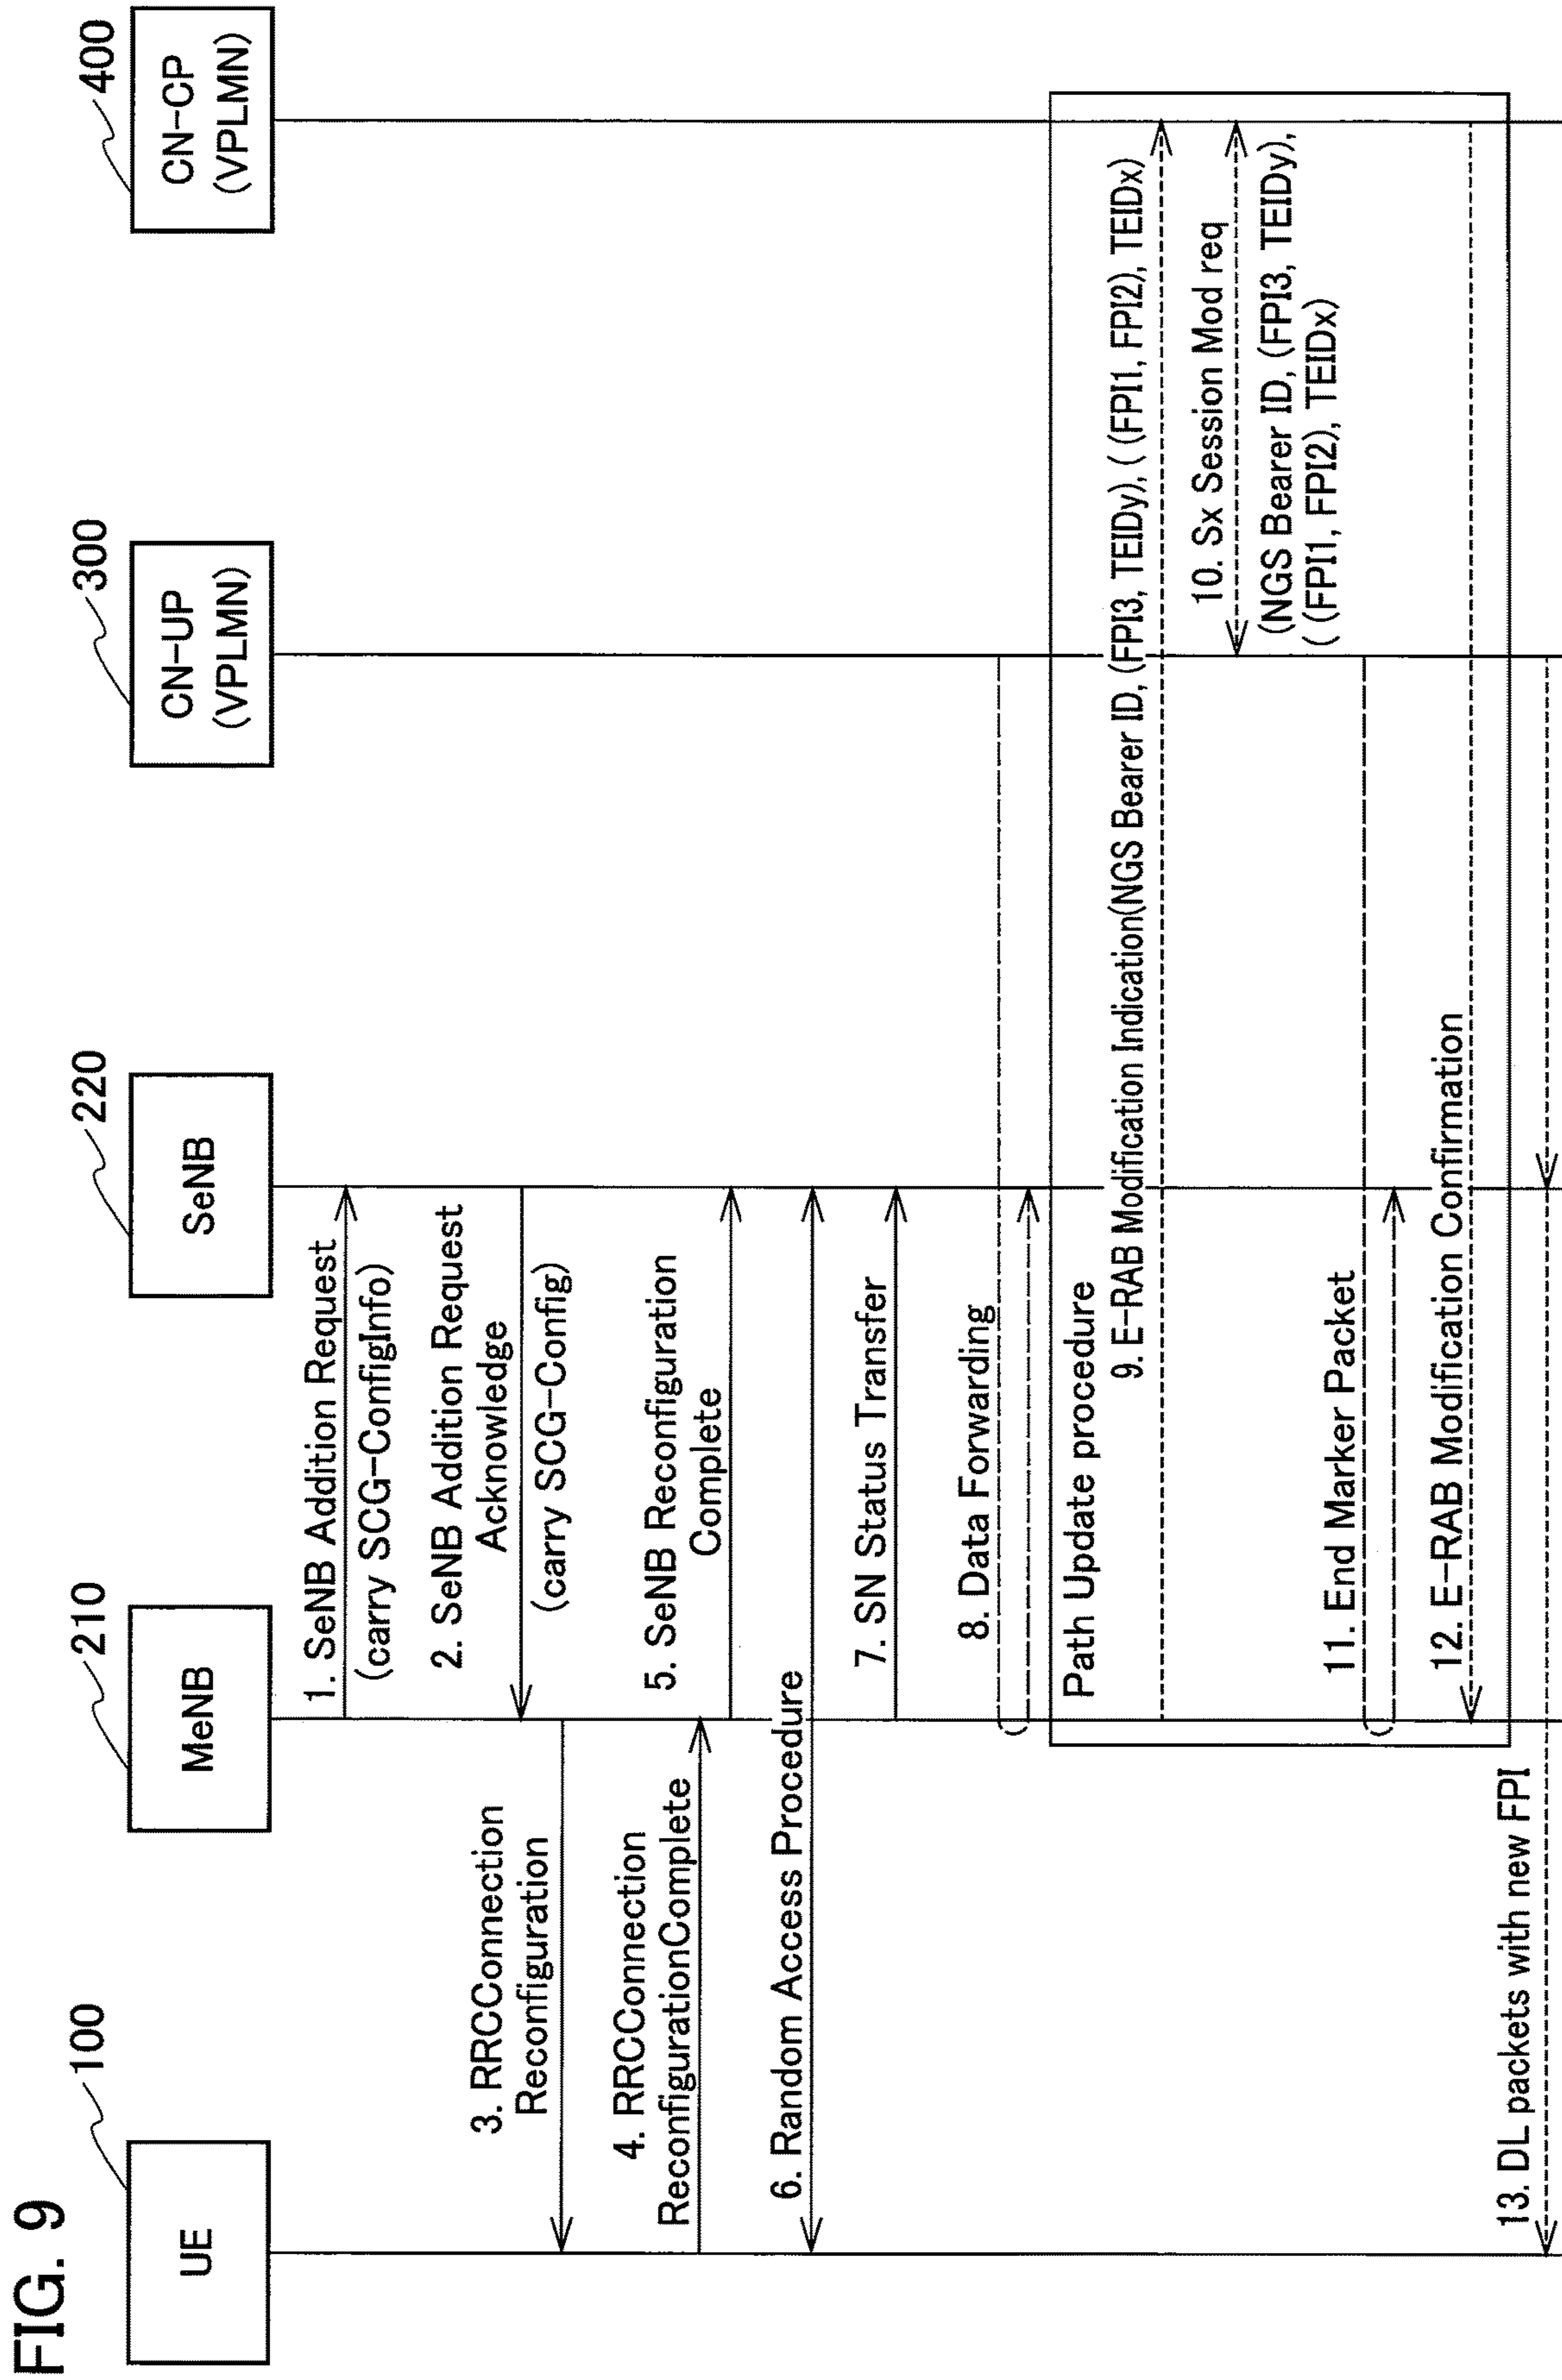 FIG. 9
100
UE
210
MeNB
220
SeNB
300
CN-UP
(VPLMN)
400
CN-CP
(VPLMN)
1. SeNB Addition Request
(carry SCG-ConfigInfo)
2. SeNB Addition Request
Acknowledge
(carry SCG-Config)
3. RRCConnection
Reconfiguration
4. RRCConnection
ReconfigurationComplete
5. SeNB Reconfiguration
Complete
6. Random Access Procedure
7. SN Status Transfer
8. Data Forwarding
Path Update procedure
9. E-RAB Modification Indication(NGS Bearer ID, (FPI3, TEIDy), ( (FPI1, FPI2), TEIDx)
10. Sx Session Mod req
(NGS Bearer ID, (FPI3, TEIDy),
( (FPI1, FPI2), TEIDx)
11. End Marker Packet
12. E-RAB Modification Confirmation
13. DL packets with new FPI